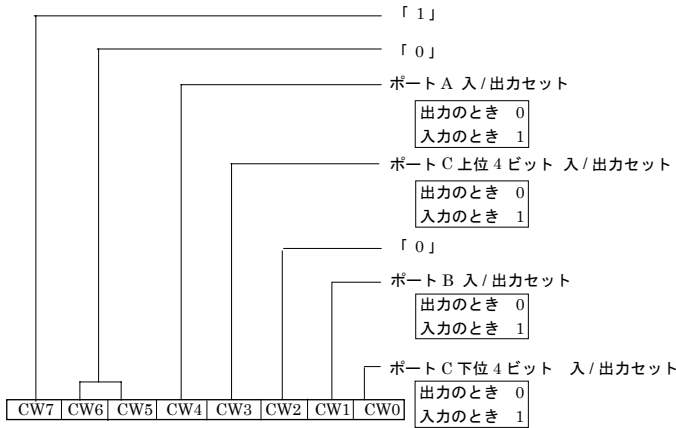 「 1 」
「 0 」
ポート A 入 / 出力セット
出力のとき 0
入力のとき 1
ポート C 上位 4 ビット 入 / 出力セット
出力のとき 0
入力のとき 1
「 0 」
ポート B 入 / 出力セット
出力のとき 0
入力のとき 1
ポート C 下位 4 ビット 入 / 出力セット
出力のとき 0
入力のとき 1
CW7 CW6 CW5 CW4 CW3 CW2 CW1 CW0